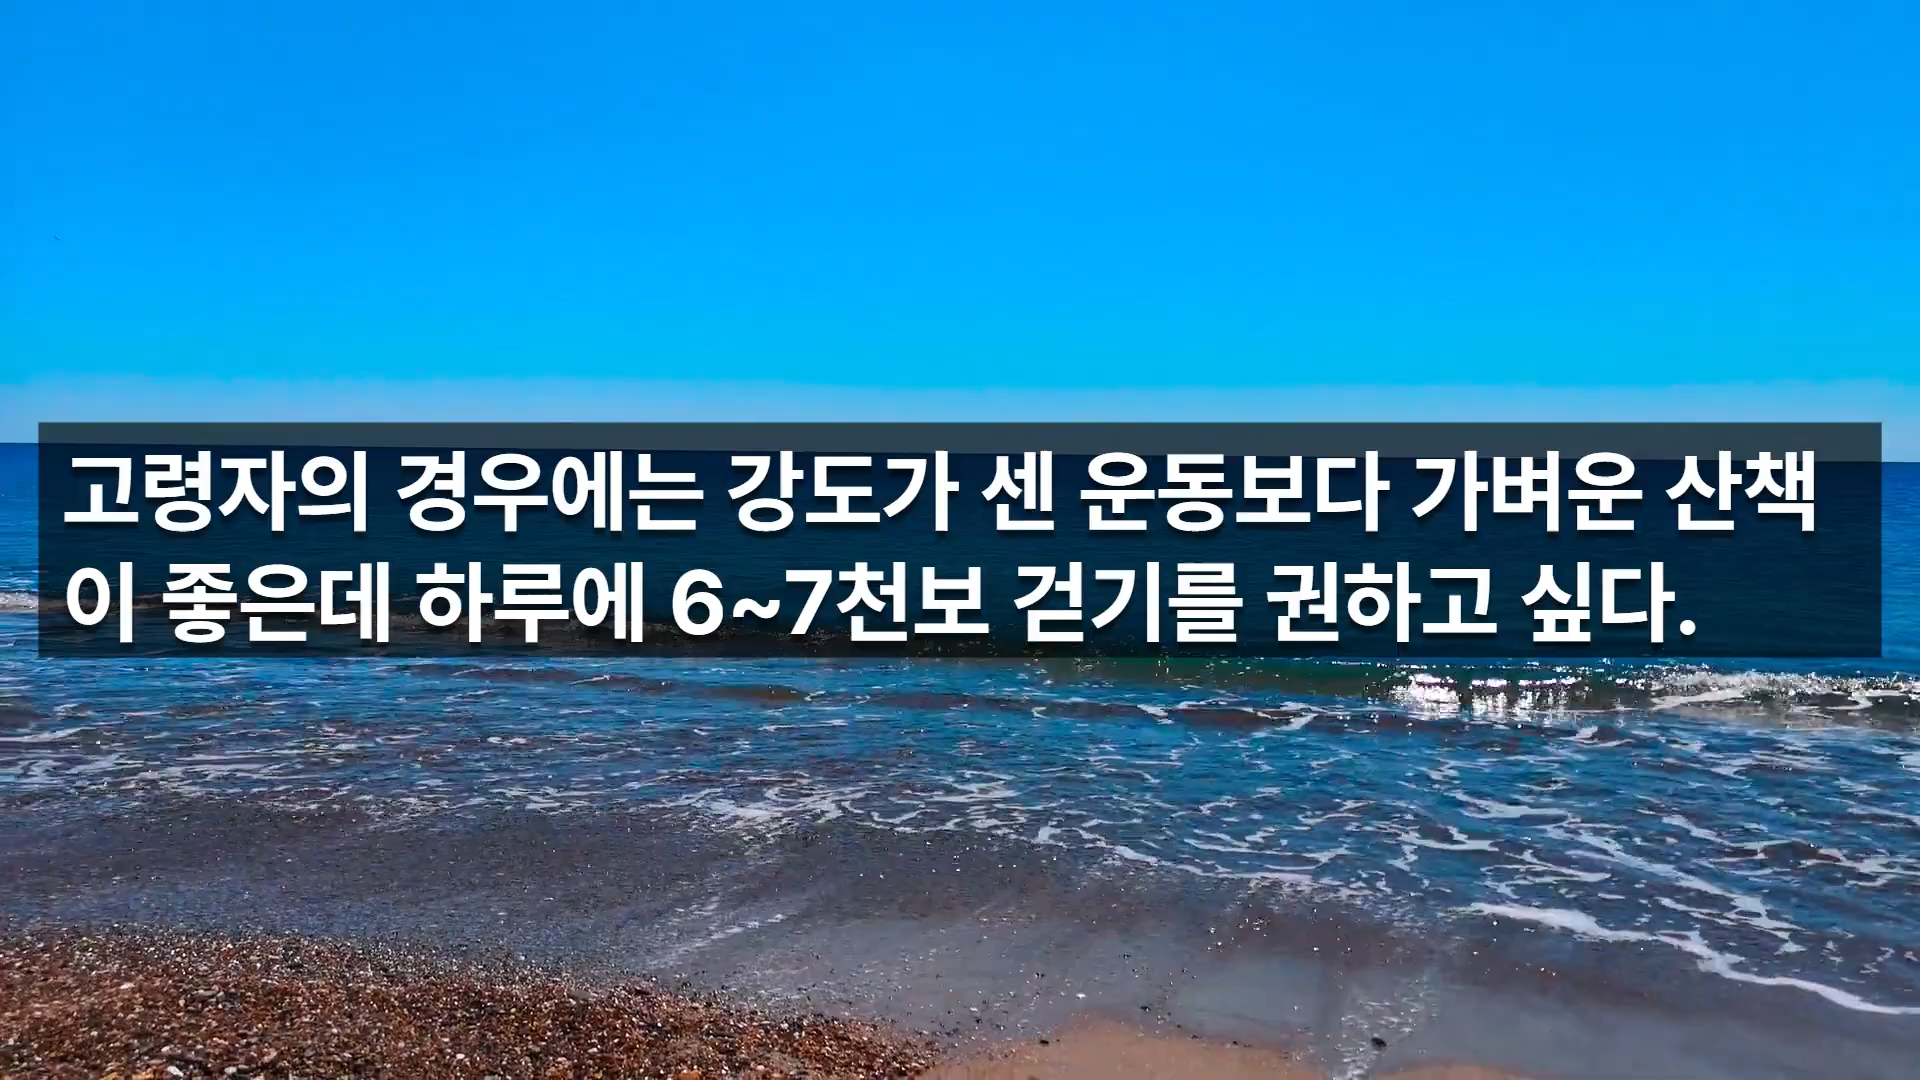 고령자의 경우에는 강도가 센 운동보다 가벼운 산책
이 좋은데 하루에 6~7천보 걷기를 권하고 싶다.